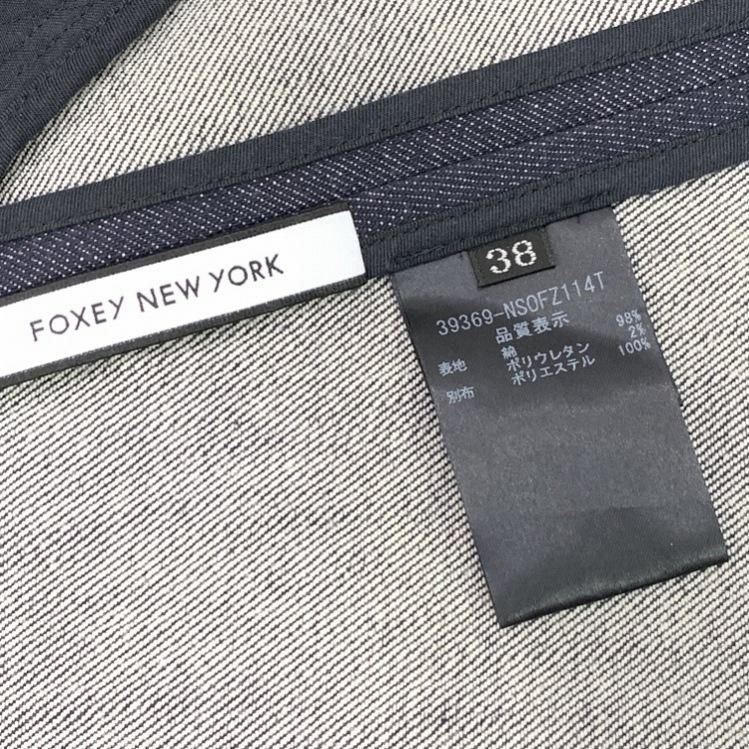 FOXEY NEW YORK
38
39369-NSOFZ114T
品質表示
表地 綿 98%
ポリウレタン 2%
別布 ポリエステル 100%